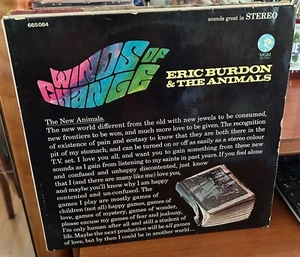 665084
sounds great in STEREO
WINDS OF
CHANGE
MGM
ERIC BURDON
& THE ANIMALS
The New Animals.
The new world different from the old with new jewels to be consumed,
new frontiers to be won, and much more love to be given. The recognition
of existence of pain and ecstasy to know that they are both there in the
pit of my stomach, and can be turned on or off as easily as a stereo colour
T.V. set. I love you all, and want you to gain something from these new
sounds as I gain from listening to my saints in past years. If you feel alone
and confused and unhappy discontented, just know
that I (and there are many like me) love you,
and maybe you'll know why I am happy
contented and un-confused. The
games I play are mostly games of
children (not all) happy games, games of
love, games of mystery, games of wonder,
please excuse my games of fear and jealousy,
I'm only human after all and still a student
of life. Maybe the next production will be all games
of love, but by then I could be in another world...